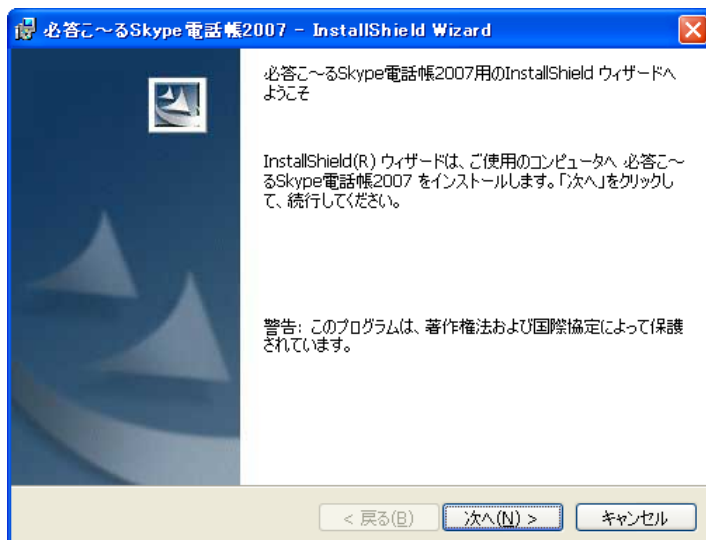 必答こ～るSkype電話帳2007 - InstallShield Wizard
必答こ～るSkype電話帳2007用のInstallShield ウィザードへ
ようこそ
InstallShield(R) ウィザードは、ご使用のコンピュータへ 必答こ～
るSkype電話帳2007 をインストールします。「次へ」をクリックし
て、続行してください。
警告: このプログラムは、著作権法および国際協定によって保護
されています。
< 戻る(B)
次へ(N) >
キャンセル